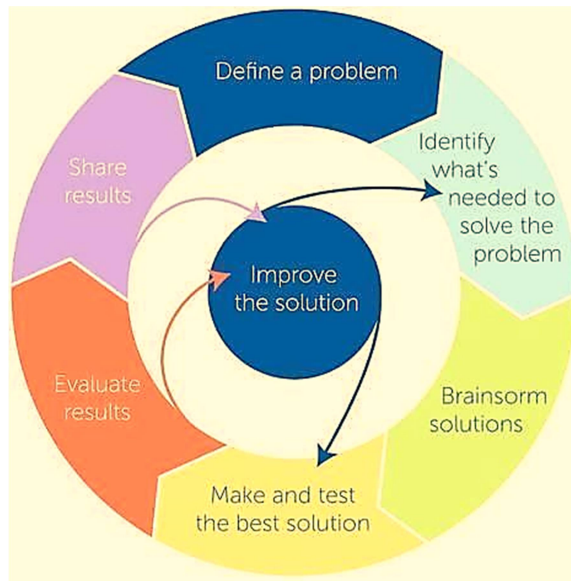 Define a problem
Identify
what's
needed to
solve the
problem
Brainsorm
solutions
Make and test
the best solution
Evaluate
results
Share
results
Improve
the solution